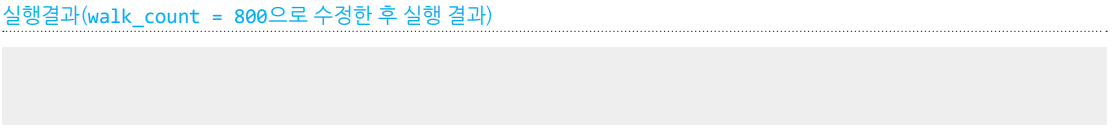 실행결과(walk_count = 800으로 수정한 후 실행 결과)